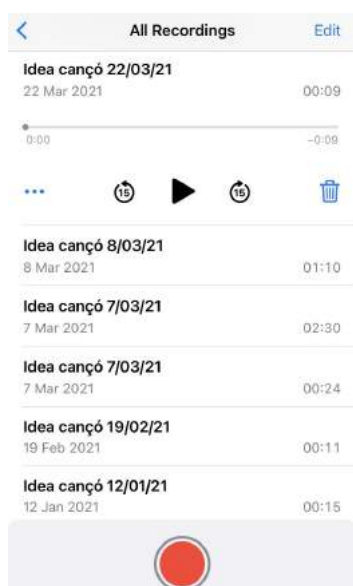 All Recordings Edit
Idea cançó 22/03/21
22 Mar 2021 00:09
0:00 –0:09
15 15
Idea cançó 8/03/21
8 Mar 2021 01:10
Idea cançó 7/03/21
7 Mar 2021 02:30
Idea cançó 7/03/21
7 Mar 2021 00:24
Idea cançó 19/02/21
19 Feb 2021 00:11
Idea cançó 12/01/21
12 Jan 2021 00:15